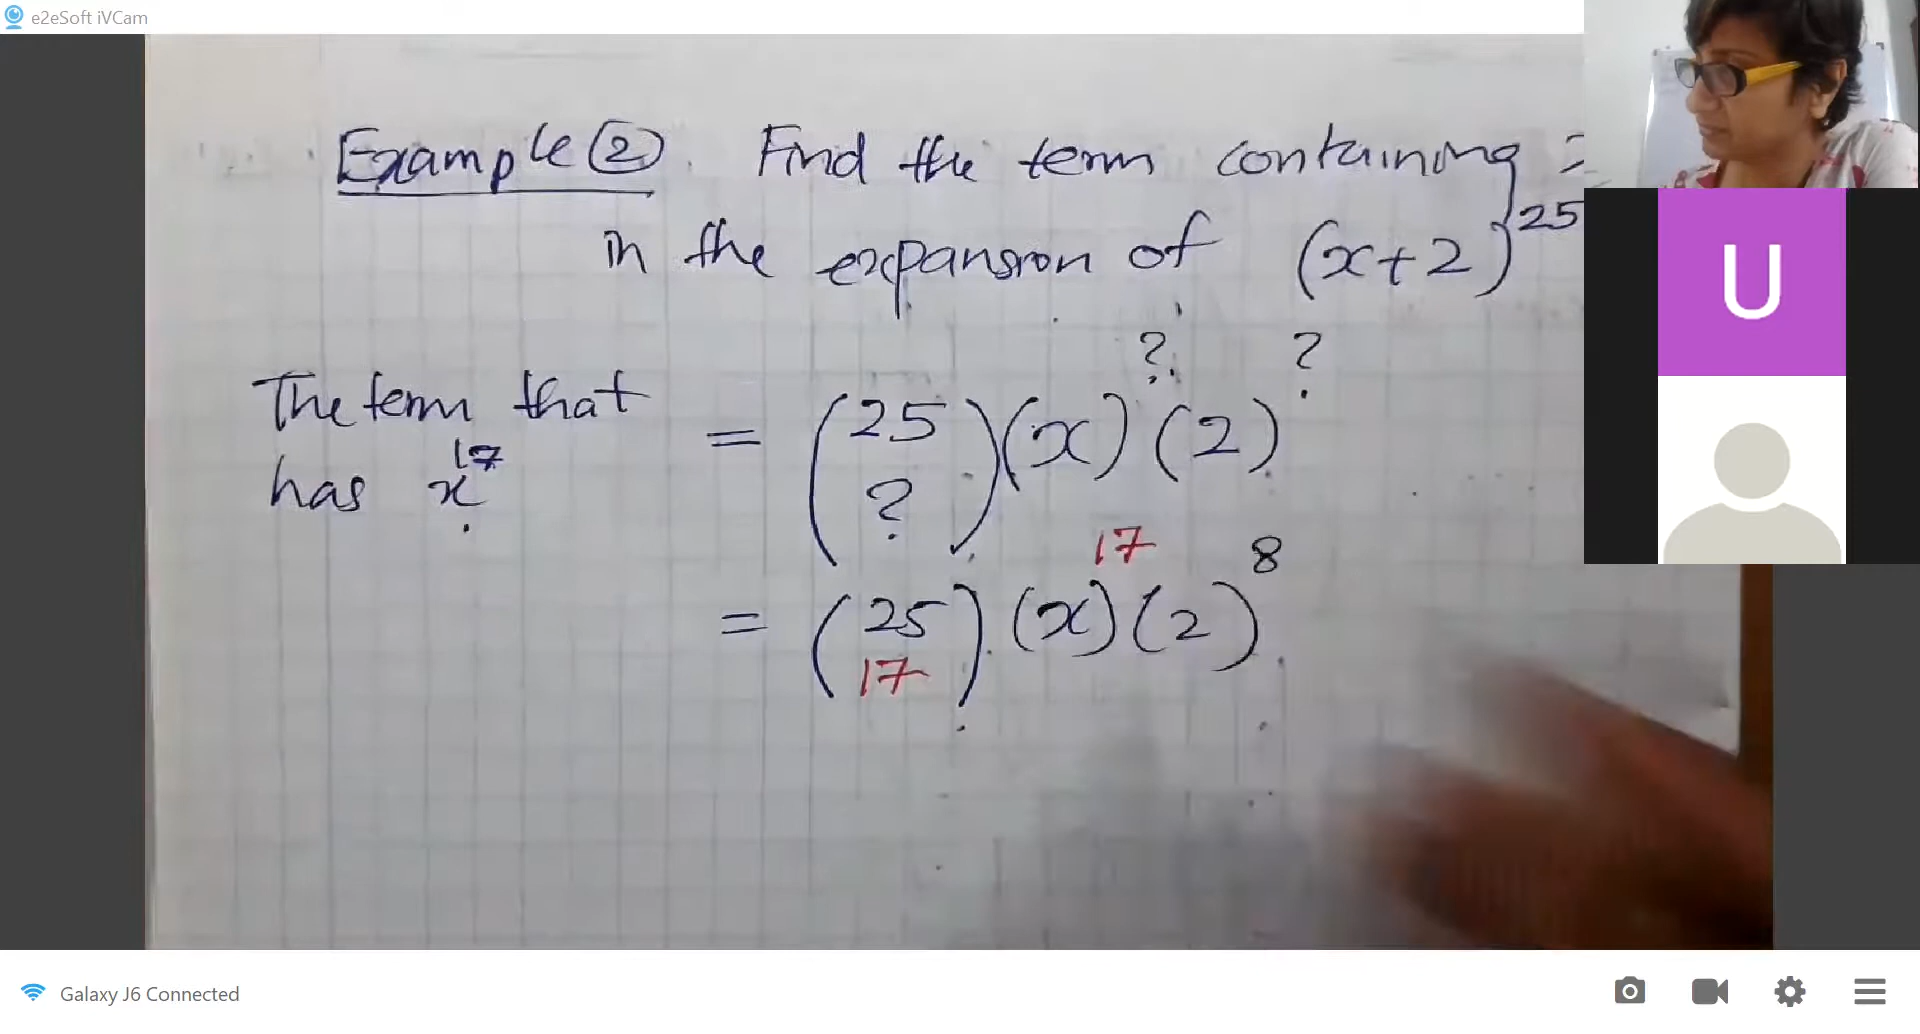 e2eSoft iVCam
Example ②. Find the term containing
in the expansion of (x+2)^25
The term that has x^17 = (25 ?)(x)^?(2)^?
= (25 17)(x)^17(2)^8
U
Galaxy J6 Connected